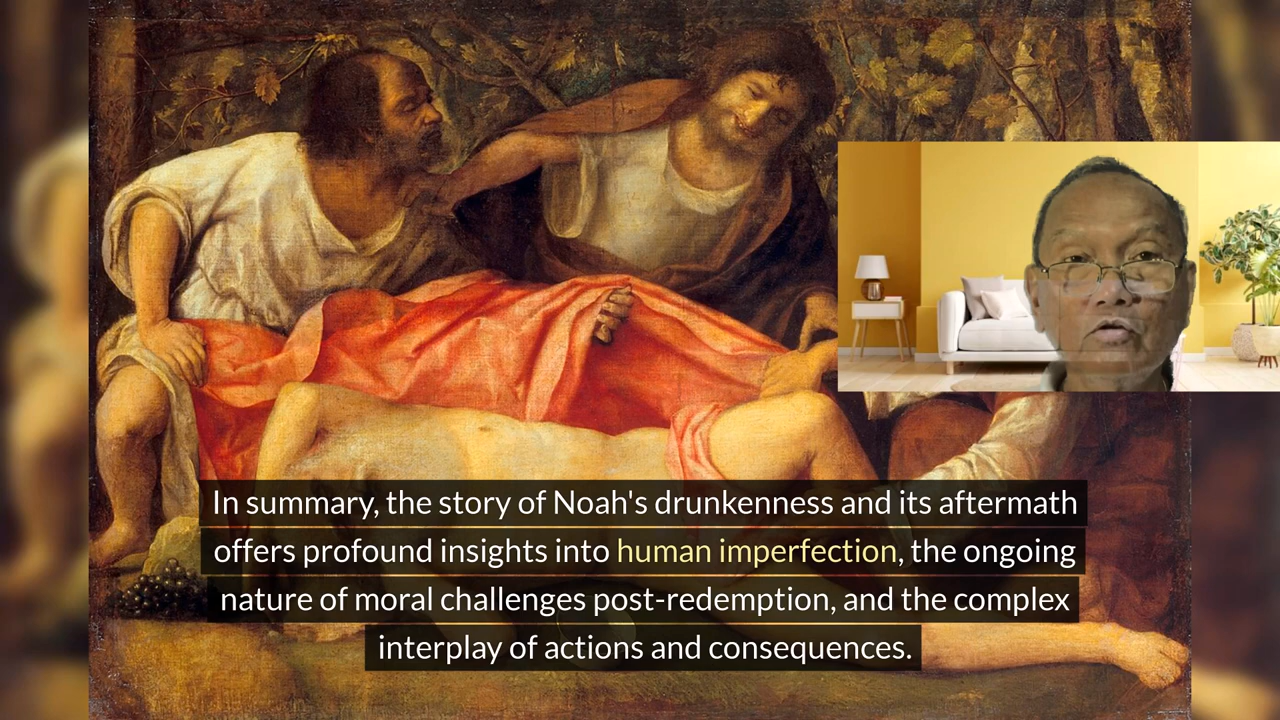 In summary, the story of Noah's drunkenness and its aftermath
offers profound insights into human imperfection, the ongoing
nature of moral challenges post-redemption, and the complex
interplay of actions and consequences.